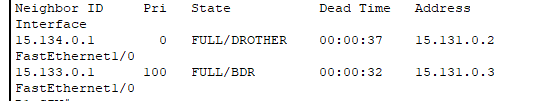 Neighbor ID     Pri   State           Dead Time   Address
Interface
15.134.0.1        0   FULL/DROTHER    00:00:37    15.131.0.2
FastEthernet1/0
15.133.0.1      100   FULL/BDR        00:00:32    15.131.0.3
FastEthernet1/0